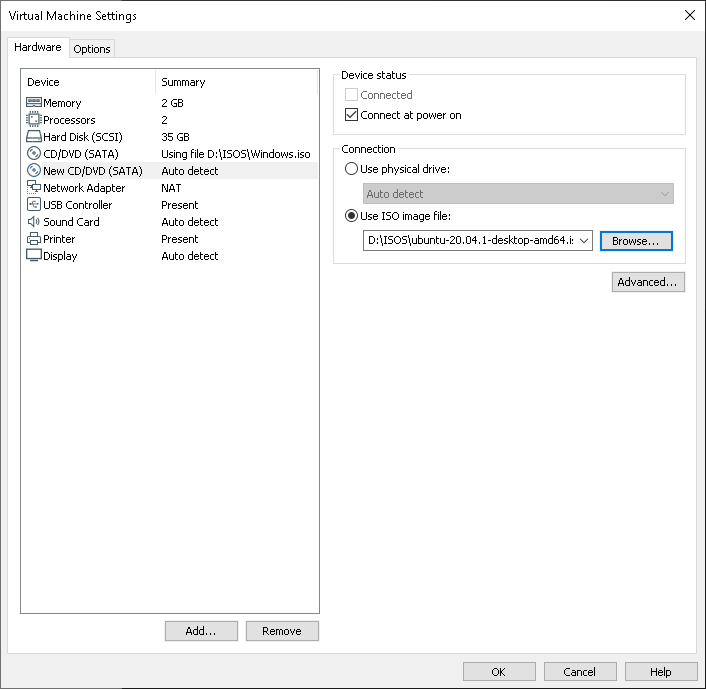 Virtual Machine Settings
Hardware
Options
Device Summary
Memory 2 GB
Processors 2
Hard Disk (SCSI) 35 GB
CD/DVD (SATA) Using file D:\ISOS\Windows.iso
New CD/DVD (SATA) Auto detect
Network Adapter NAT
USB Controller Present
Sound Card Auto detect
Printer Present
Display Auto detect
Add... Remove
Device status
Connected
Connect at power on
Connection
Use physical drive:
Auto detect
Use ISO image file:
D:\ISOS\ubuntu-20.04.1-desktop-amd64.is Browse...
Advanced...
OK Cancel Help